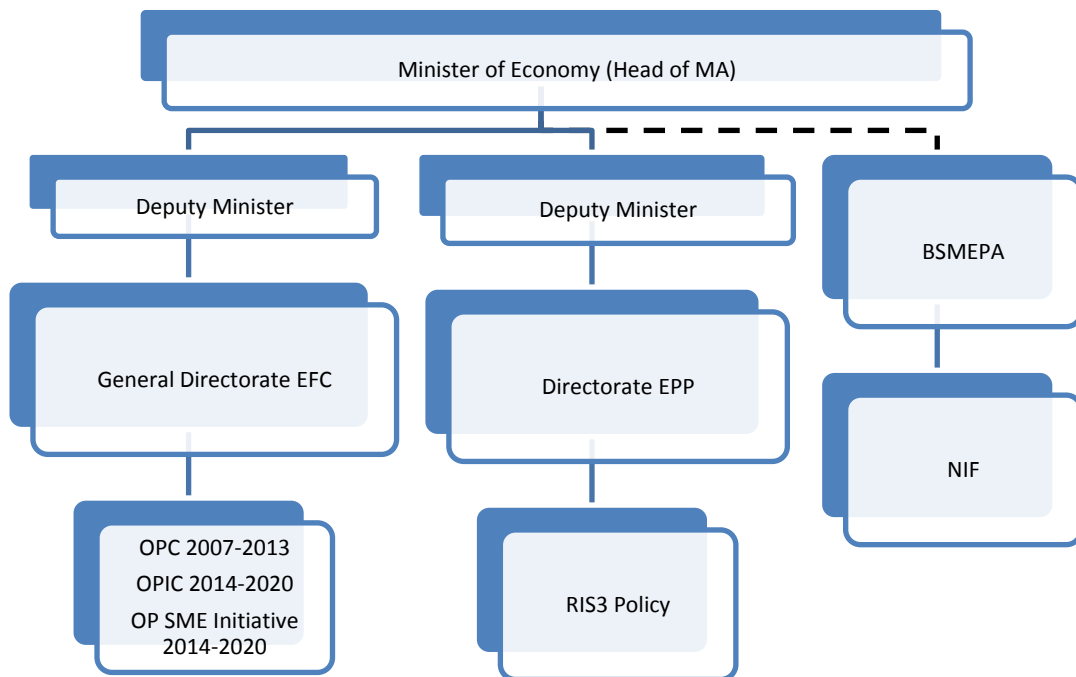 Minister of Economy (Head of MA)
Deputy Minister
Deputy Minister
BSMEPA
General Directorate EFC
Directorate EPP
NIF
OPC 2007-2013
OPIC 2014-2020
OP SME Initiative
2014-2020
RIS3 Policy